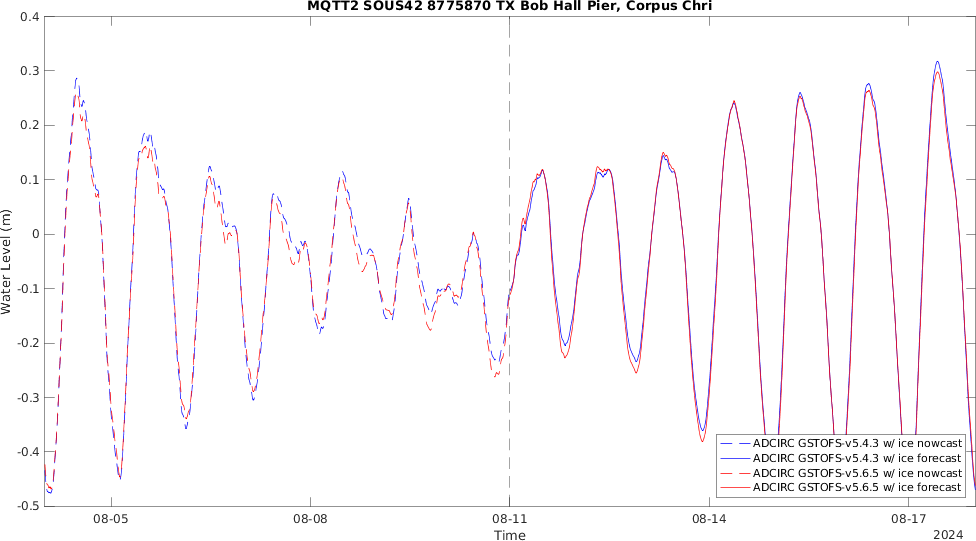 MQTT2 SOUS42 8775870 TX Bob Hall Pier, Corpus Chri
0.4
0.3
0.2
0.1
0
-0.1
-0.2
-0.3
-0.4
-0.5
Water Level (m)
ADCIRC GSTOFS-v5.4.3 w/ ice nowcast
ADCIRC GSTOFS-v5.4.3 w/ ice forecast
ADCIRC GSTOFS-v5.6.5 w/ ice nowcast
ADCIRC GSTOFS-v5.6.5 w/ ice forecast
08-05 08-08 08-11 08-14 08-17
Time
2024